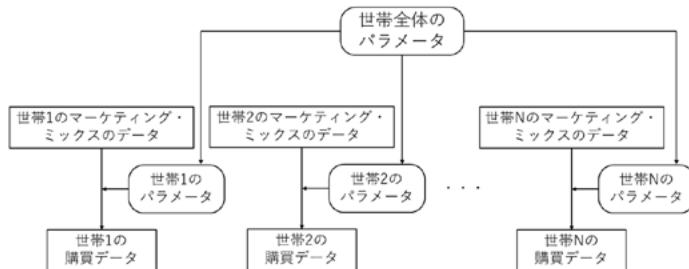 世帯全体の
パラメータ
世帯1のマーケティング・
ミックスのデータ
世帯2のマーケティング・
ミックスのデータ
世帯Nのマーケティング・
ミックスのデータ
世帯1の
パラメータ
世帯2の
パラメータ
・・・
世帯Nの
パラメータ
世帯1の
購買データ
世帯2の
購買データ
世帯Nの
購買データ